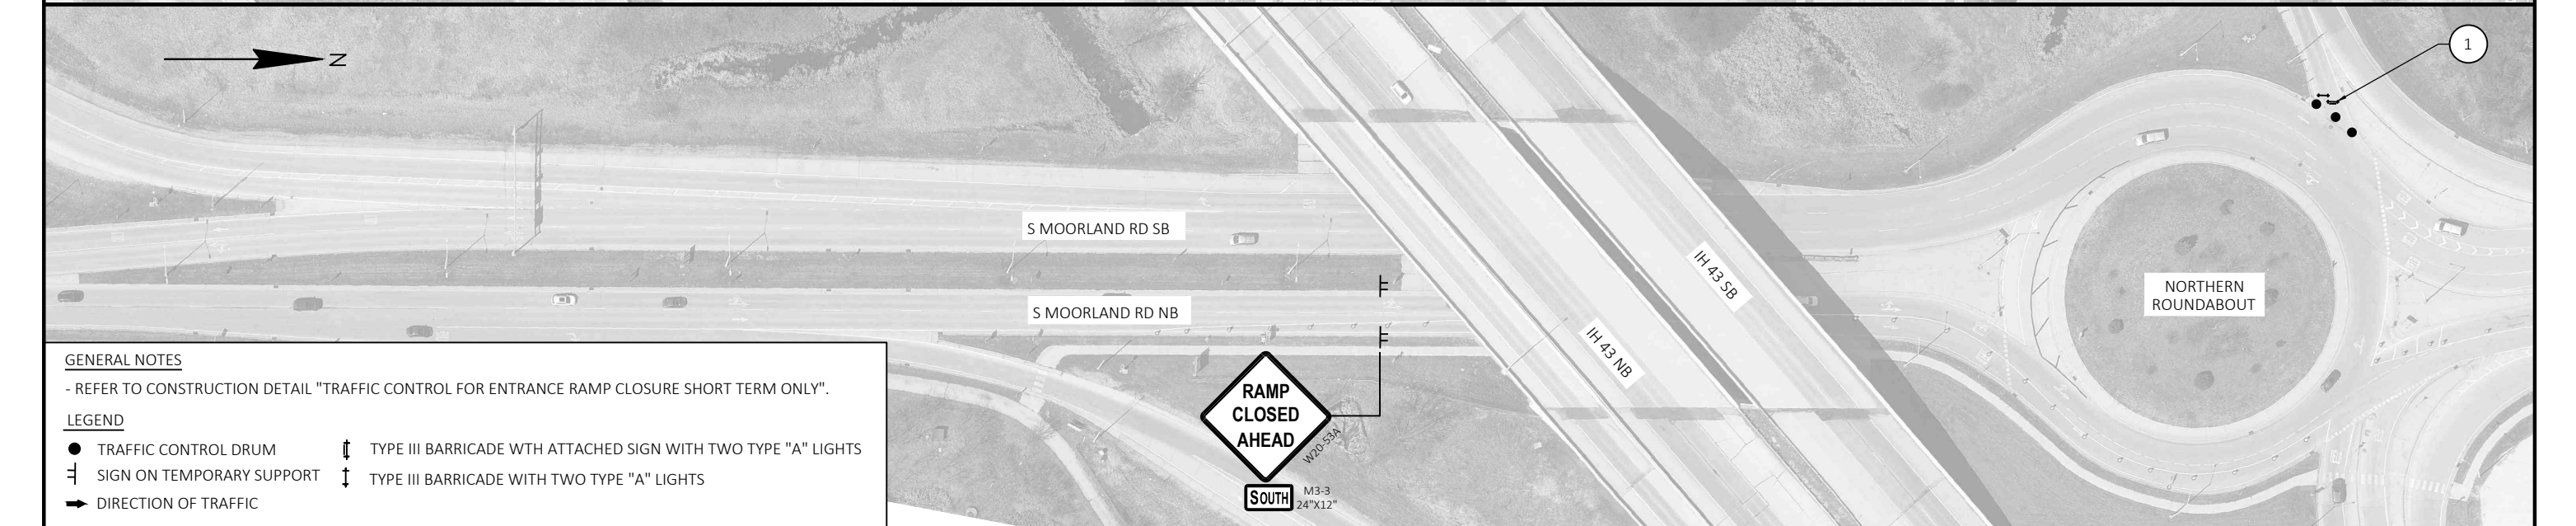 N
1
S MOORLAND RD SB
IH 43 SB
NORTHERN
ROUNDABOUT
S MOORLAND RD NB
IH 43 NB
GENERAL NOTES
- REFER TO CONSTRUCTION DETAIL "TRAFFIC CONTROL FOR ENTRANCE RAMP CLOSURE SHORT TERM ONLY".
LEGEND
TRAFFIC CONTROL DRUM
TYPE III BARRICADE WTH ATTACHED SIGN WITH TWO TYPE "A" LIGHTS
SIGN ON TEMPORARY SUPPORT
TYPE III BARRICADE WITH TWO TYPE "A" LIGHTS
DIRECTION OF TRAFFIC
RAMP
CLOSED
AHEAD
W20-53A
SOUTH
M3-3
24"X12"